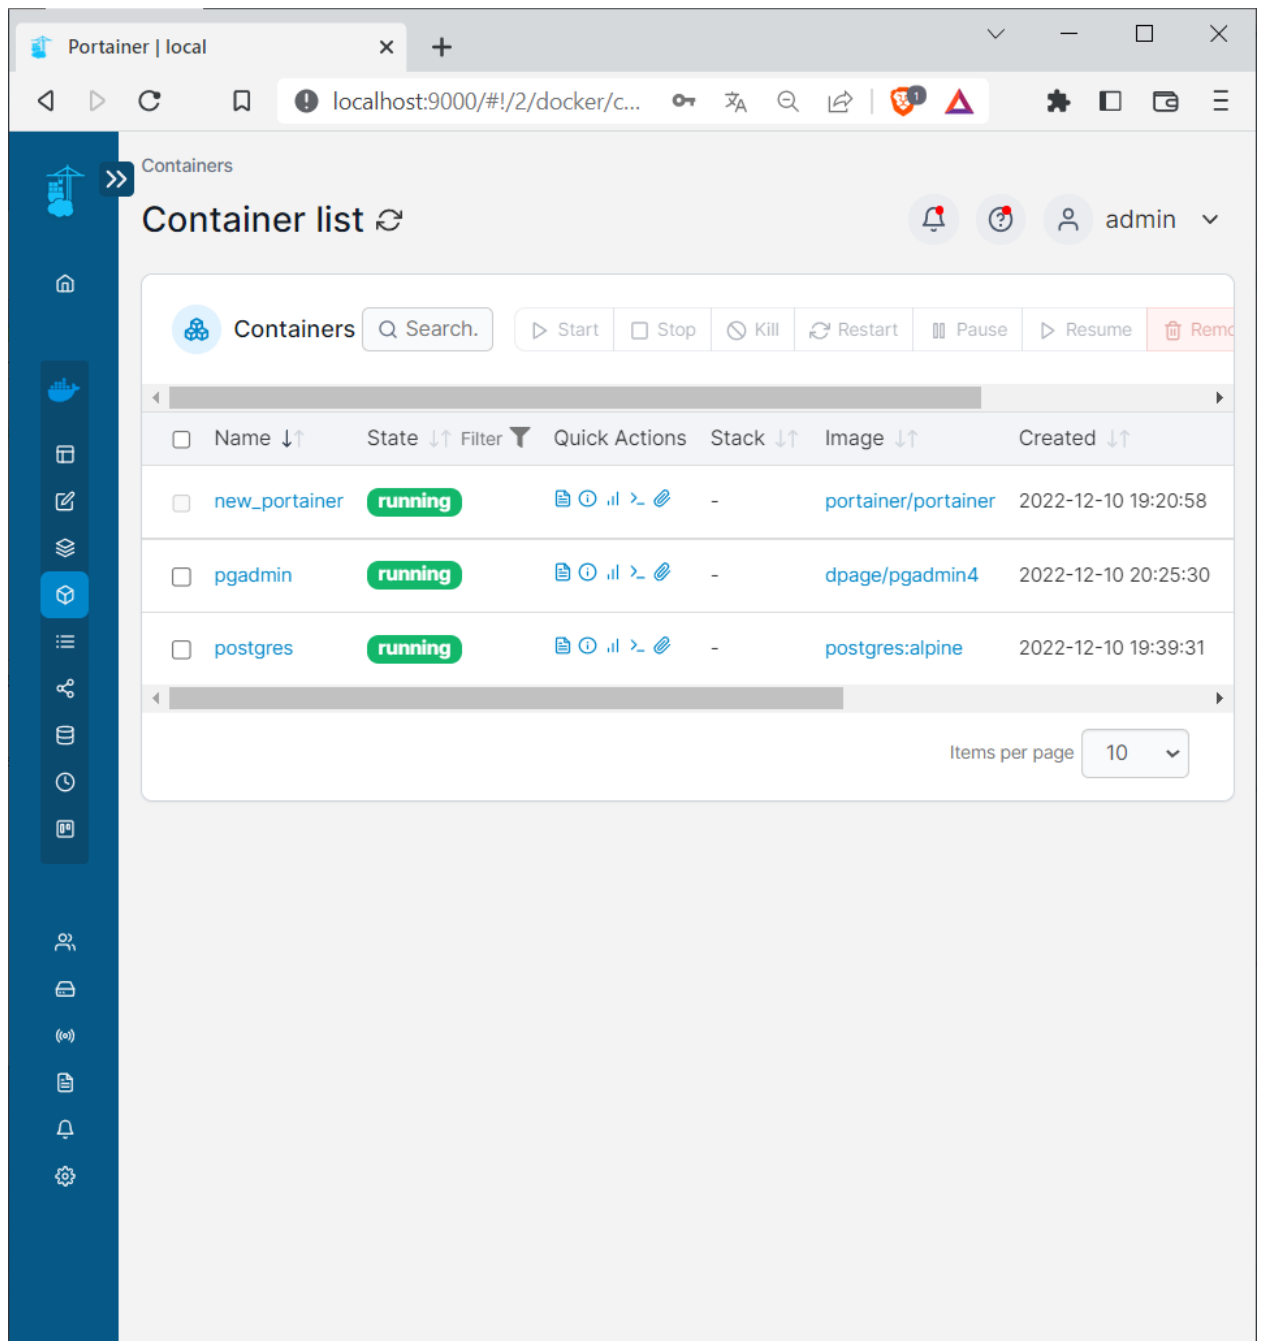 Portainer | local
localhost:9000/#!/2/docker/c...
1
Containers
Container list
admin
Containers
Search.
Start
Stop
Kill
Restart
Pause
Resume
Remo
Name
State
Filter
Quick Actions
Stack
Image
Created
new_portainer running - portainer/portainer 2022-12-10 19:20:58
pgadmin running - dpage/pgadmin4 2022-12-10 20:25:30
postgres running - postgres:alpine 2022-12-10 19:39:31
Items per page 10